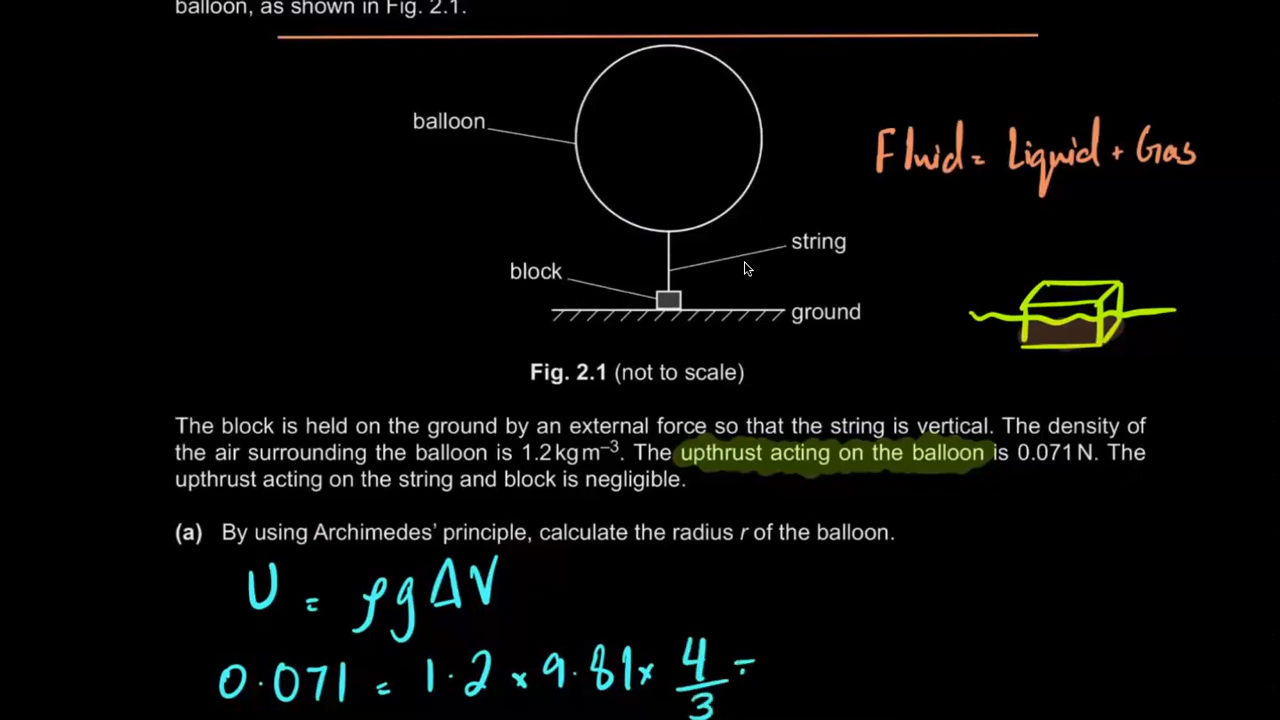 balloon, as shown in Fig. 2.1.
balloon
Fluid = Liquid + Gas
string
block
ground
Fig. 2.1 (not to scale)
The block is held on the ground by an external force so that the string is vertical. The density of
the air surrounding the balloon is 1.2 kg m⁻³. The upthrust acting on the balloon is 0.071 N. The
upthrust acting on the string and block is negligible.
(a) By using Archimedes’ principle, calculate the radius r of the balloon.
U = ρgΔV
0.071 = 1.2 × 9.81 × 4/3